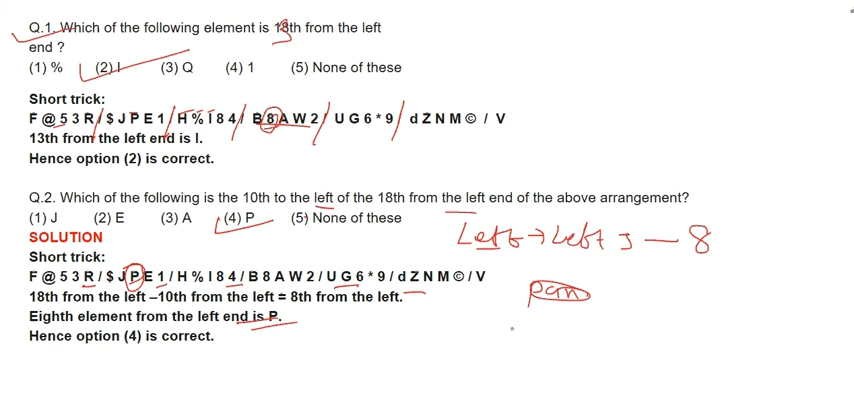 Q.1. Which of the following element is 13th from the left
end ?
(1) % (2) I (3) Q (4) 1 (5) None of these
Short trick:
F @ 5 3 R / $ J P E 1 / H % I 8 4 / B 8 A W 2 / U G 6 * 9 / d Z N M © / V
13th from the left end is I.
Hence option (2) is correct.
Q.2. Which of the following is the 10th to the left of the 18th from the left end of the above arrangement?
(1) J (2) E (3) A (4) P (5) None of these
Left → Left 5 — 8
SOLUTION
Short trick:
F @ 5 3 R / $ J P E 1 / H % I 8 4 / B 8 A W 2 / U G 6 * 9 / d Z N M © / V
18th from the left –10th from the left = 8th from the left.
Eighth element from the left end is P.
Hence option (4) is correct.